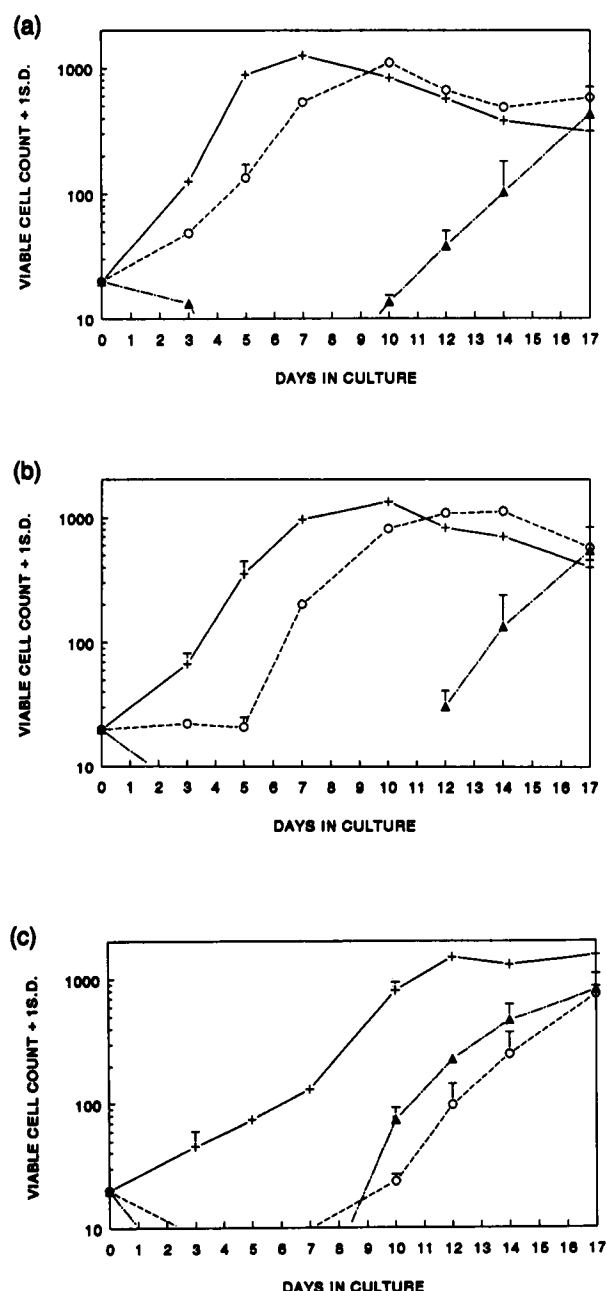 (a)
VIABLE CELL COUNT + 1S.D.
1000
100
10
0 1 2 3 4 5 6 7 8 9 10 11 12 13 14 15 16 17
DAYS IN CULTURE
(b)
VIABLE CELL COUNT + 1S.D.
1000
100
10
0 1 2 3 4 5 6 7 8 9 10 11 12 13 14 15 16 17
DAYS IN CULTURE
(c)
VIABLE CELL COUNT + 1S.D.
1000
100
10
0 1 2 3 4 5 6 7 8 9 10 11 12 13 14 15 16 17
DAYS IN CULTURE